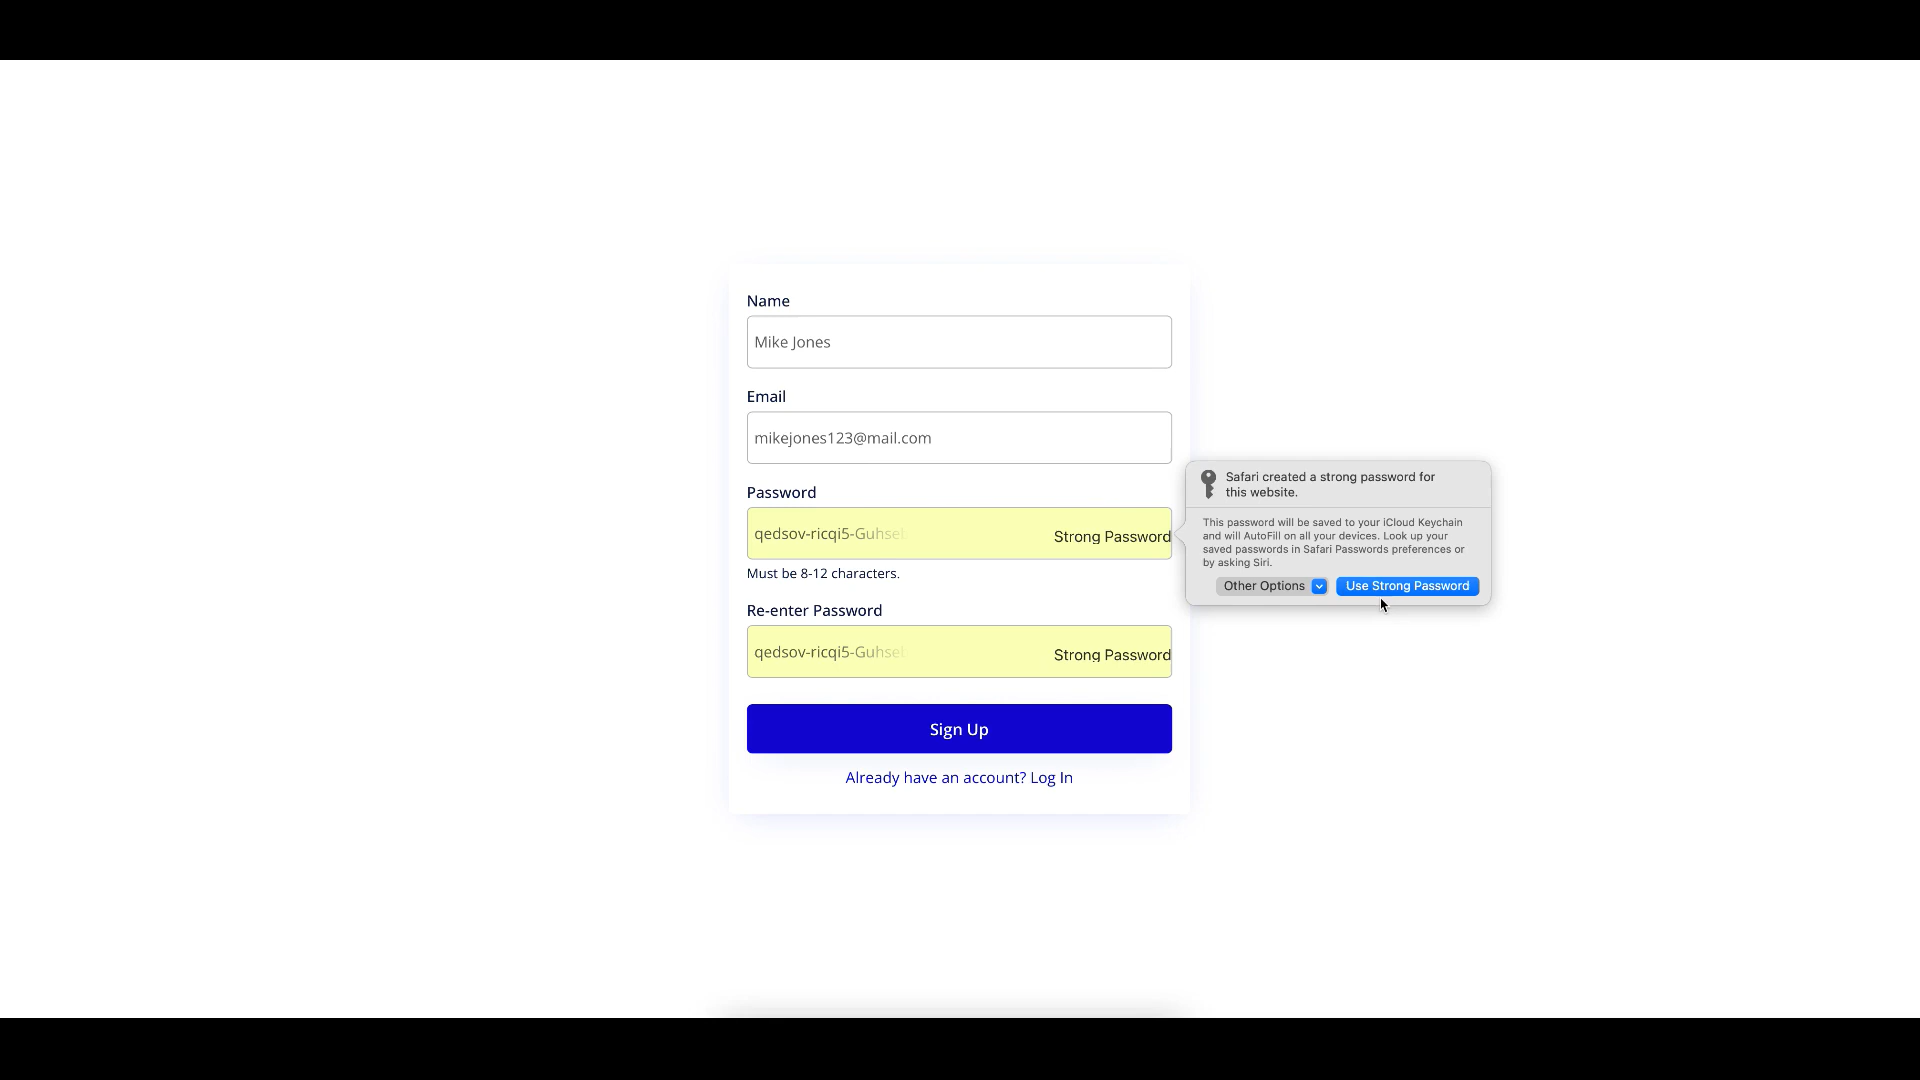 Name
Mike Jones
Email
mikejones123@mail.com
Password
qedsov-ricqi5-Guhse Strong Password
Must be 8-12 characters.
Re-enter Password
qedsov-ricqi5-Guhse Strong Password
Sign Up
Already have an account? Log In
Safari created a strong password for
this website.
This password will be saved to your iCloud Keychain
and will AutoFill on all your devices. Look up your
saved passwords in Safari Passwords preferences or
by asking Siri.
Other Options Use Strong Password